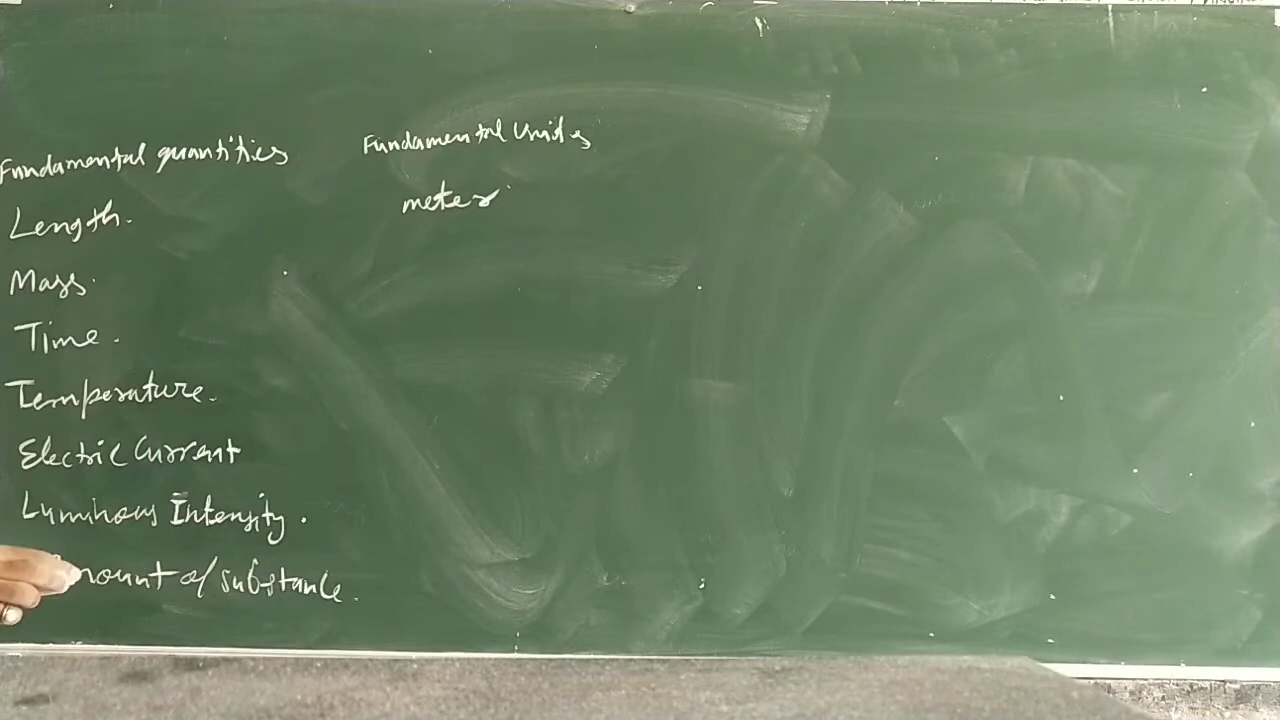 Fundamental quantities Fundamental Units
Length. meter
Mass.
Time.
Temperature.
Electric Current
Luminous Intensity.
mount of substance.